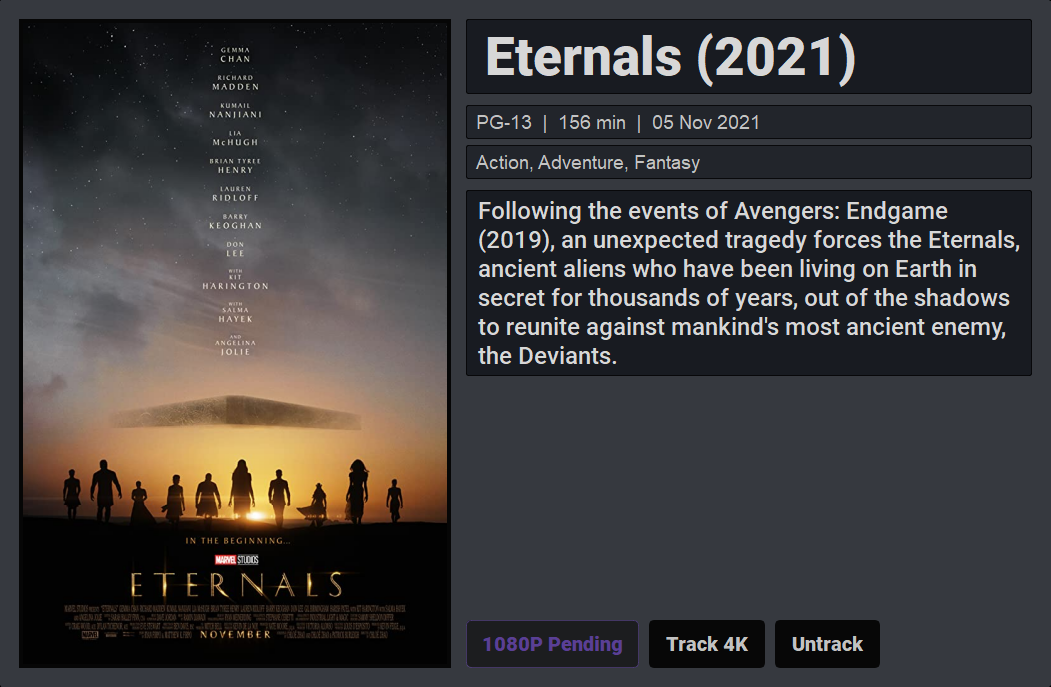 GEMMA
CHAN
RICHARD
MADDEN
KUMAIL
NANJIANI
LIA
McHUGH
BRIAN TYREE
HENRY
LAUREN
RIDLOFF
BARRY
KEOGHAN
DON
LEE
WITH
KIT
HARINGTON
WITH
SALMA
HAYEK
AND
ANGELINA
JOLIE
IN THE BEGINNING...
MARVEL STUDIOS
ETERNALS
NOVEMBER
Eternals (2021)
PG-13 | 156 min | 05 Nov 2021
Action, Adventure, Fantasy
Following the events of Avengers: Endgame
(2019), an unexpected tragedy forces the Eternals,
ancient aliens who have been living on Earth in
secret for thousands of years, out of the shadows
to reunite against mankind's most ancient enemy,
the Deviants.
1080P Pending
Track 4K
Untrack